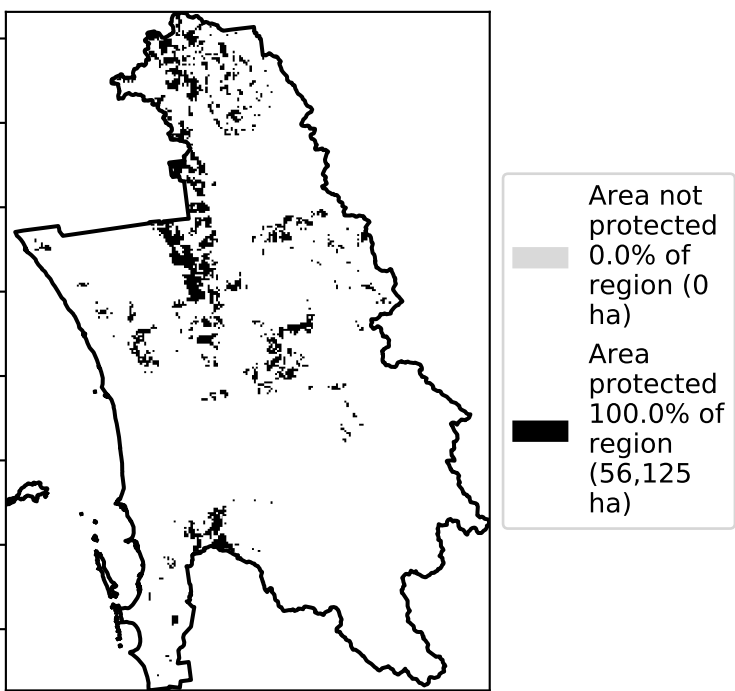 Area not
protected
0.0% of
region (0
ha)
Area
protected
100.0% of
region
(56,125
ha)